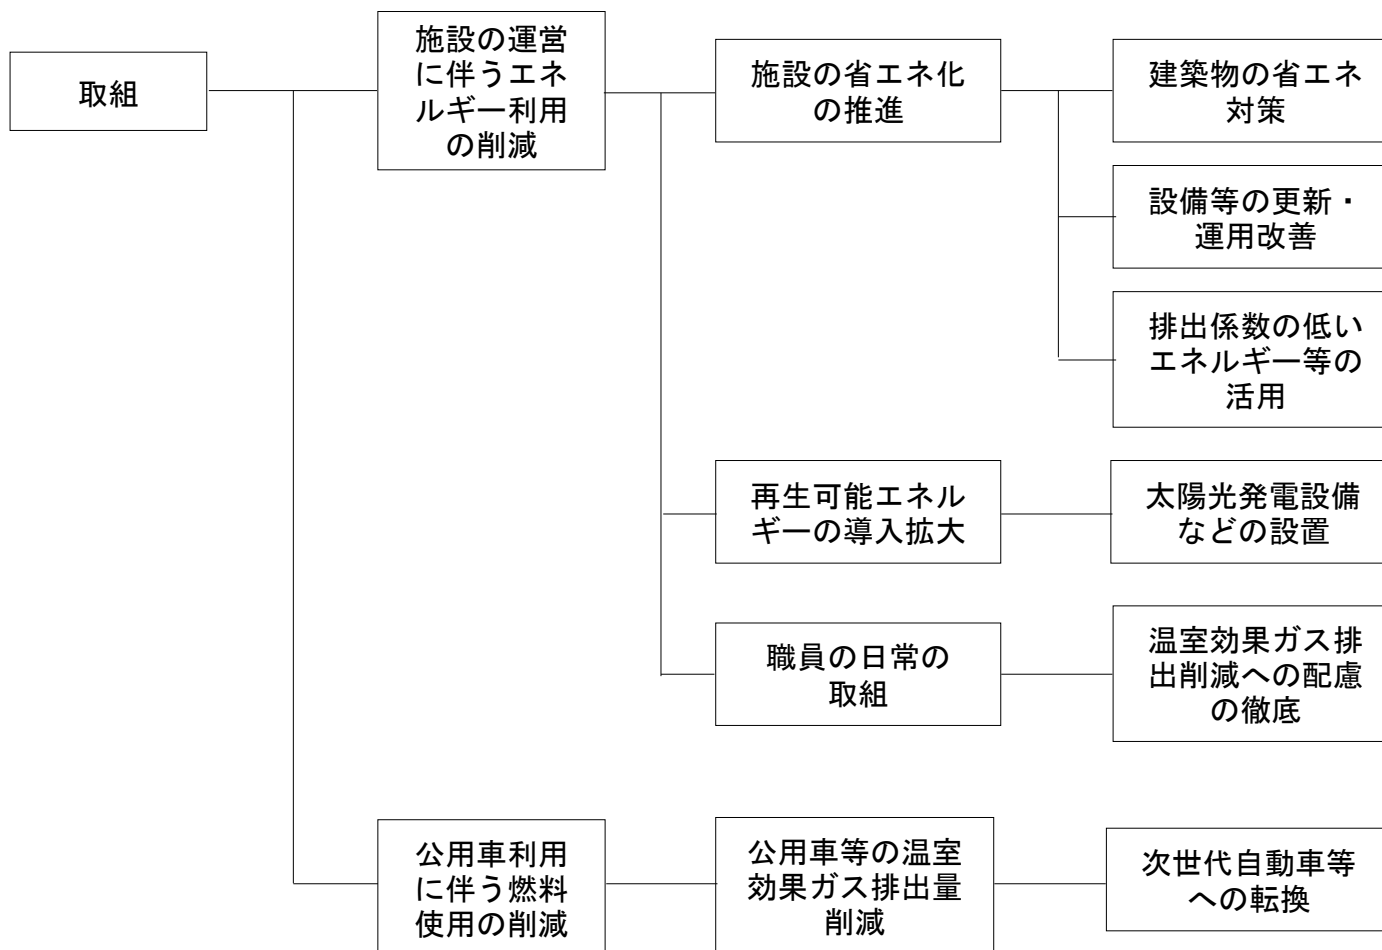 取組
施設の運営
に伴うエネ
ルギー利用
の削減
施設の省エネ化
の推進
建築物の省エネ
対策
設備等の更新・
運用改善
排出係数の低い
エネルギー等の
活用
再生可能エネル
ギーの導入拡大
太陽光発電設備
などの設置
職員の日常の
取組
温室効果ガス排
出削減への配慮
の徹底
公用車利用
に伴う燃料
使用の削減
公用車等の温室
効果ガス排出量
削減
次世代自動車等
への転換